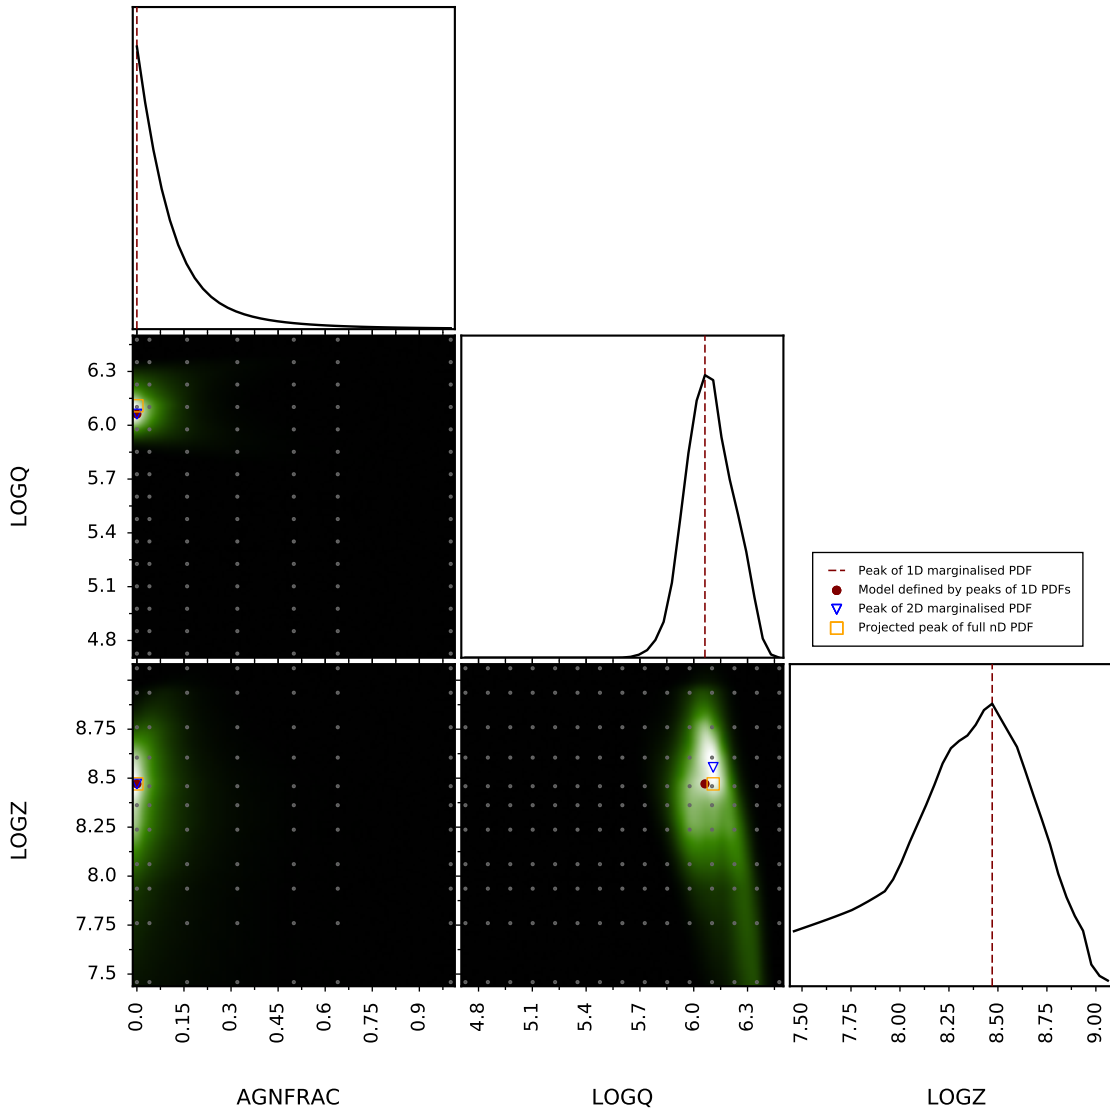 6.3
6.0
5.7
5.4
5.1
4.8
LOGQ
Peak of 1D marginalised PDF
Model defined by peaks of 1D PDFs
Peak of 2D marginalised PDF
Projected peak of full nD PDF
8.75
8.5
8.25
8.0
7.75
7.5
LOGZ
0.0 0.15 0.3 0.45 0.6 0.75 0.9
4.8 5.1 5.4 5.7 6.0 6.3
7.50 7.75 8.00 8.25 8.50 8.75 9.00
AGNFRAC
LOGQ
LOGZ